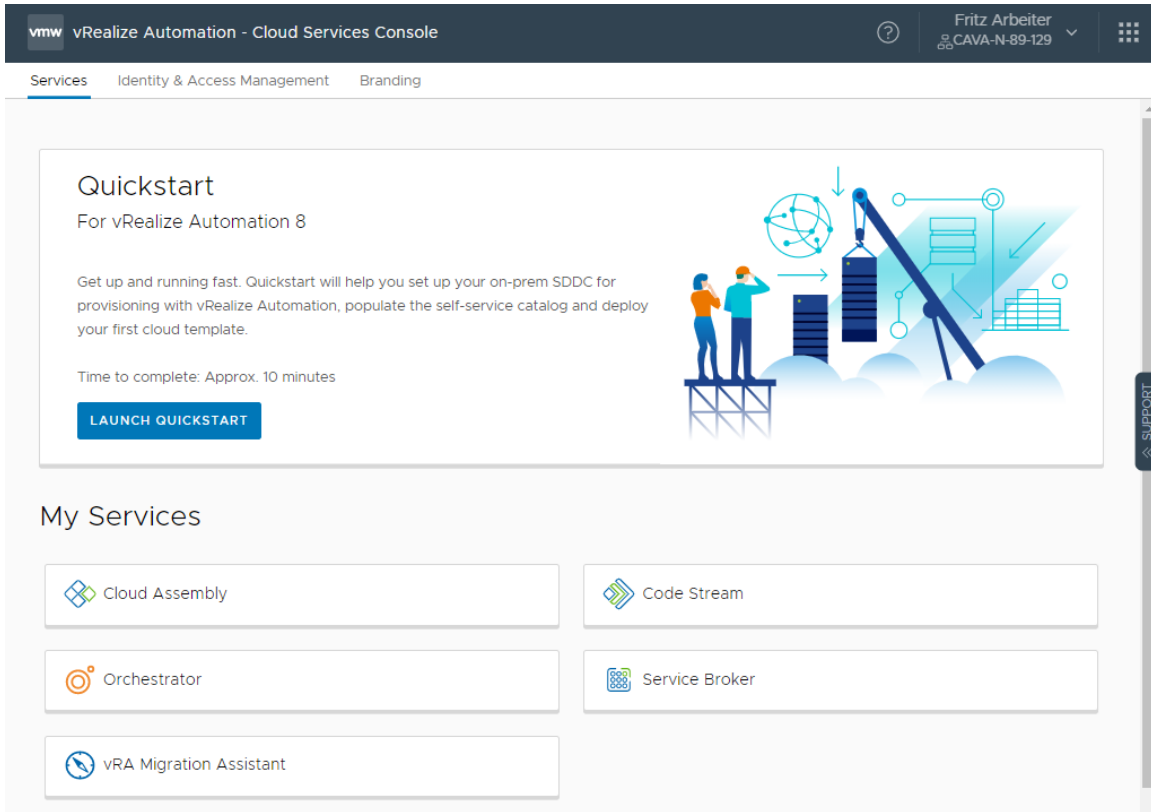 vmw vRealize Automation - Cloud Services Console
Fritz Arbeiter
CAVA-N-89-129
Services Identity & Access Management Branding
Quickstart
For vRealize Automation 8
Get up and running fast. Quickstart will help you set up your on-prem SDDC for
provisioning with vRealize Automation, populate the self-service catalog and deploy
your first cloud template.
Time to complete: Approx. 10 minutes
LAUNCH QUICKSTART
SUPPORT
My Services
Cloud Assembly
Code Stream
Orchestrator
Service Broker
vRA Migration Assistant